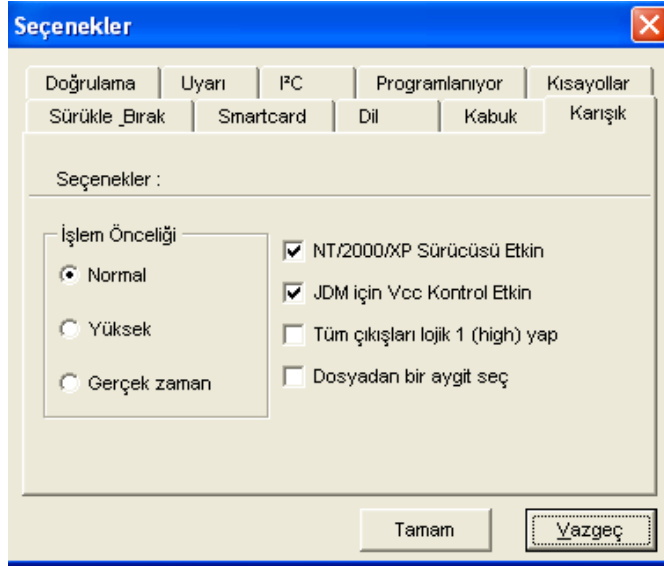 Seçenekler
Doğrulama Uyarı I²C Programlanıyor Kısayollar
Sürükle_Bırak Smartcard Dil Kabuk Karışık
Seçenekler :
İşlem Önceliği
Normal
Yüksek
Gerçek zaman
NT/2000/XP Sürücüsü Etkin
JDM için Vcc Kontrol Etkin
Tüm çıkışları lojik 1 (high) yap
Dosyadan bir aygit seç
Tamam Vazgeç